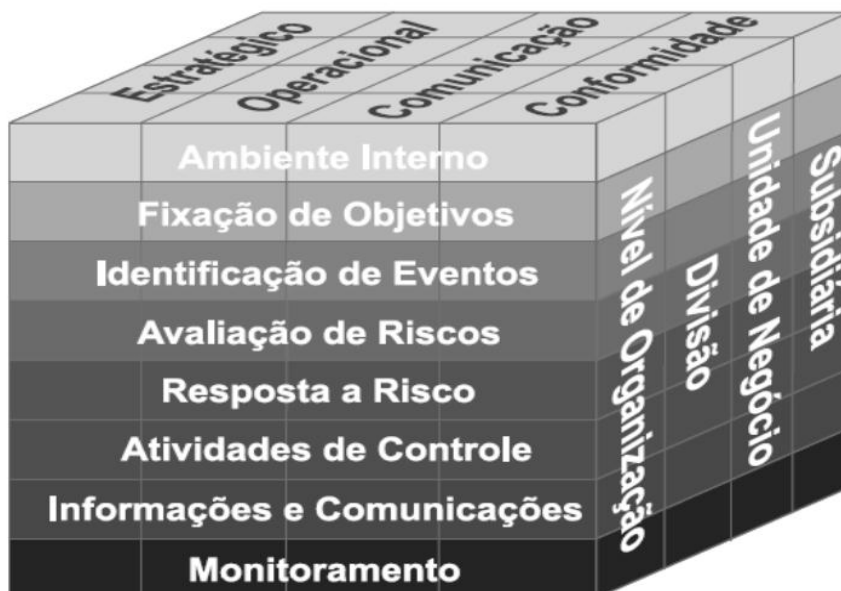 Estratégico
Operacional
Comunicação
Conformidade
Ambiente Interno
Fixação de Objetivos
Identificação de Eventos
Avaliação de Riscos
Resposta a Risco
Atividades de Controle
Informações e Comunicações
Monitoramento
Nível de Organização
Divisão
Unidade de Negócio
Subsidiária